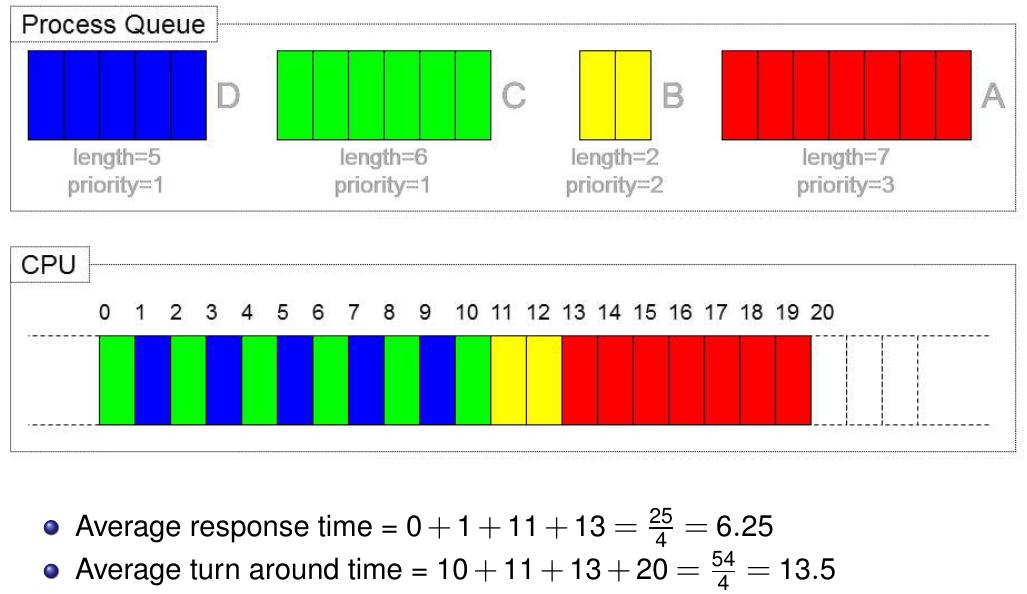 Process Queue
D C B A
length=5 length=6 length=2 length=7
priority=1 priority=1 priority=2 priority=3
CPU
0 1 2 3 4 5 6 7 8 9 10 11 12 13 14 15 16 17 18 19 20
Average response time = 0 + 1 + 11 + 13 = 25/4 = 6.25
Average turn around time = 10 + 11 + 13 + 20 = 54/4 = 13.5